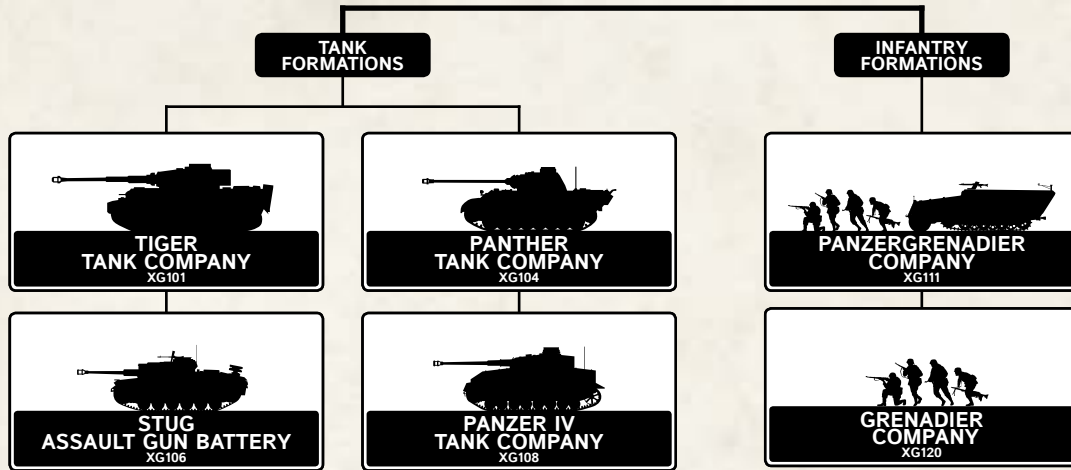 TANK
FORMATIONS
INFANTRY
FORMATIONS
TIGER
TANK COMPANY
XG101
PANTHER
TANK COMPANY
XG104
PANZERGRENADIER
COMPANY
XG111
STUG
ASSAULT GUN BATTERY
XG106
PANZER IV
TANK COMPANY
XG108
GRENADIER
COMPANY
XG120